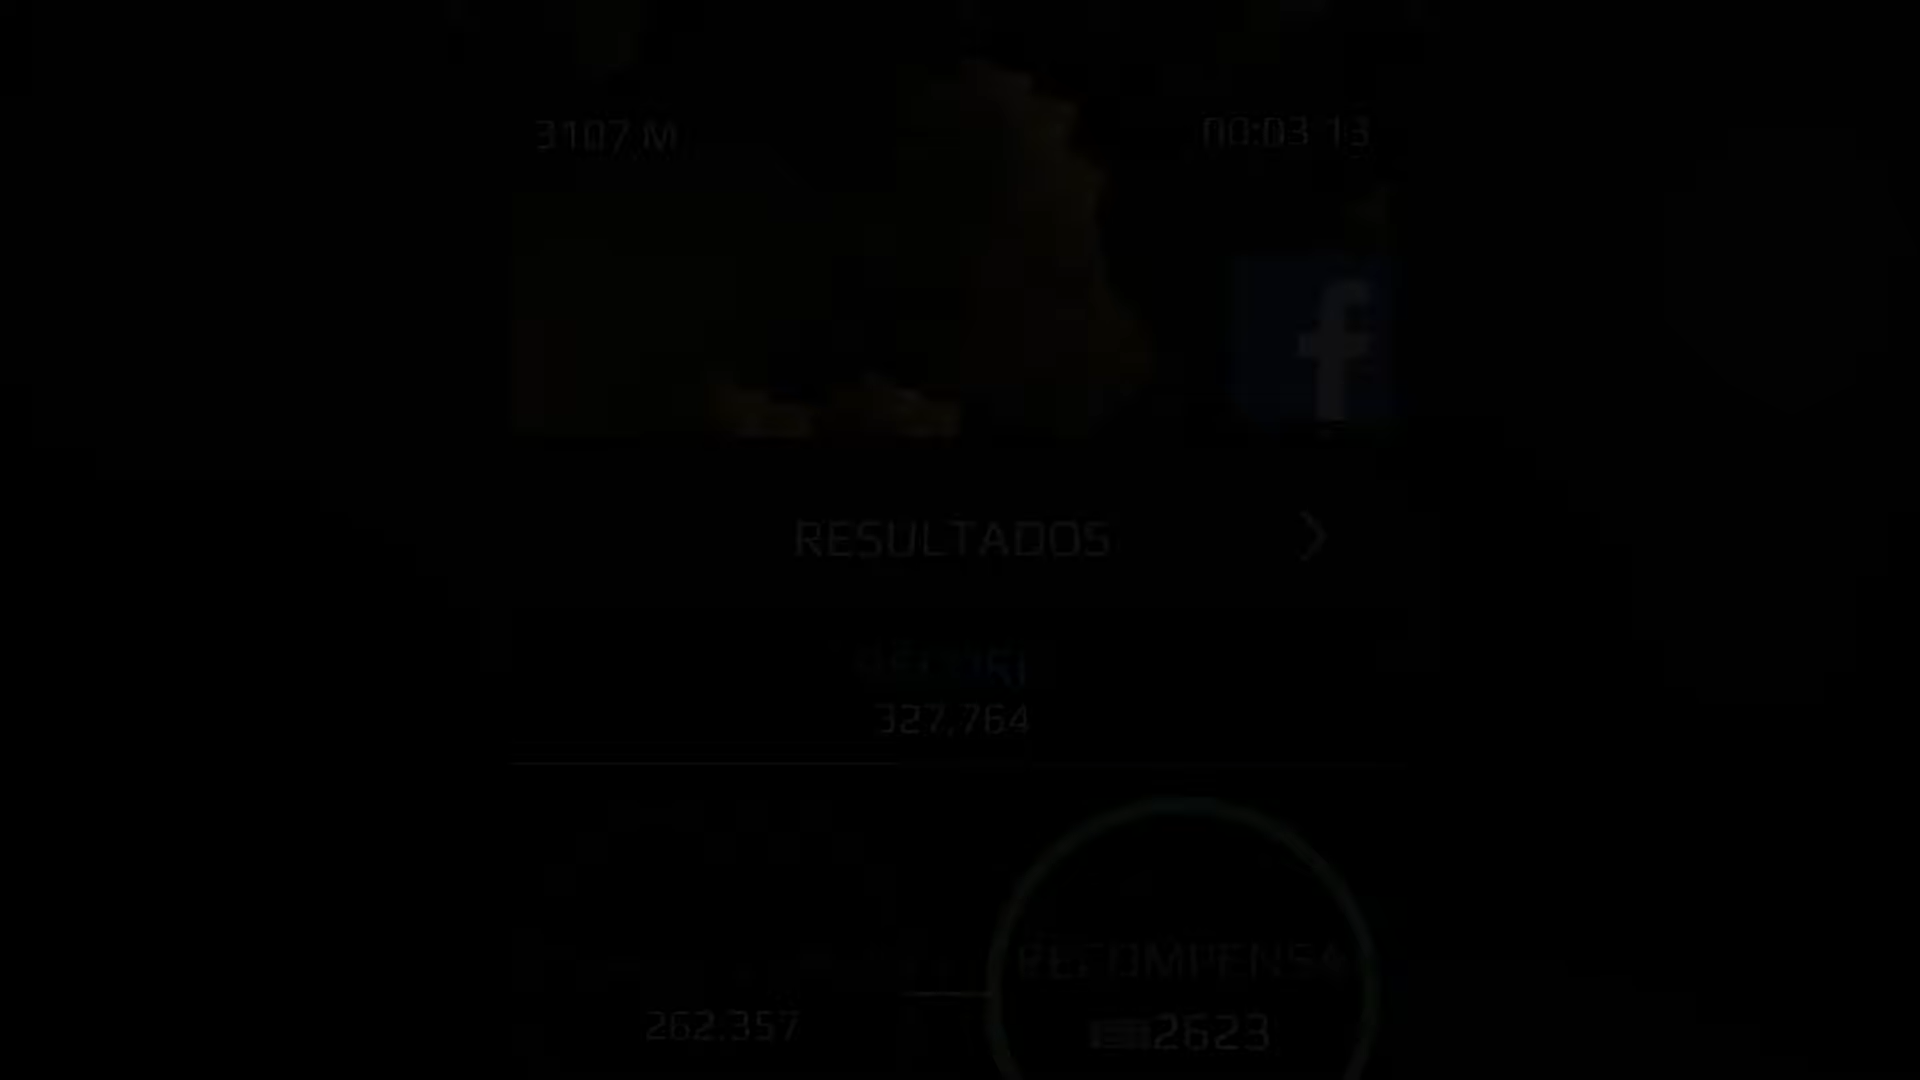 3107 M
00:03 13
f
RESULTADOS
327,764
RECOMPENSA
262,357
2623